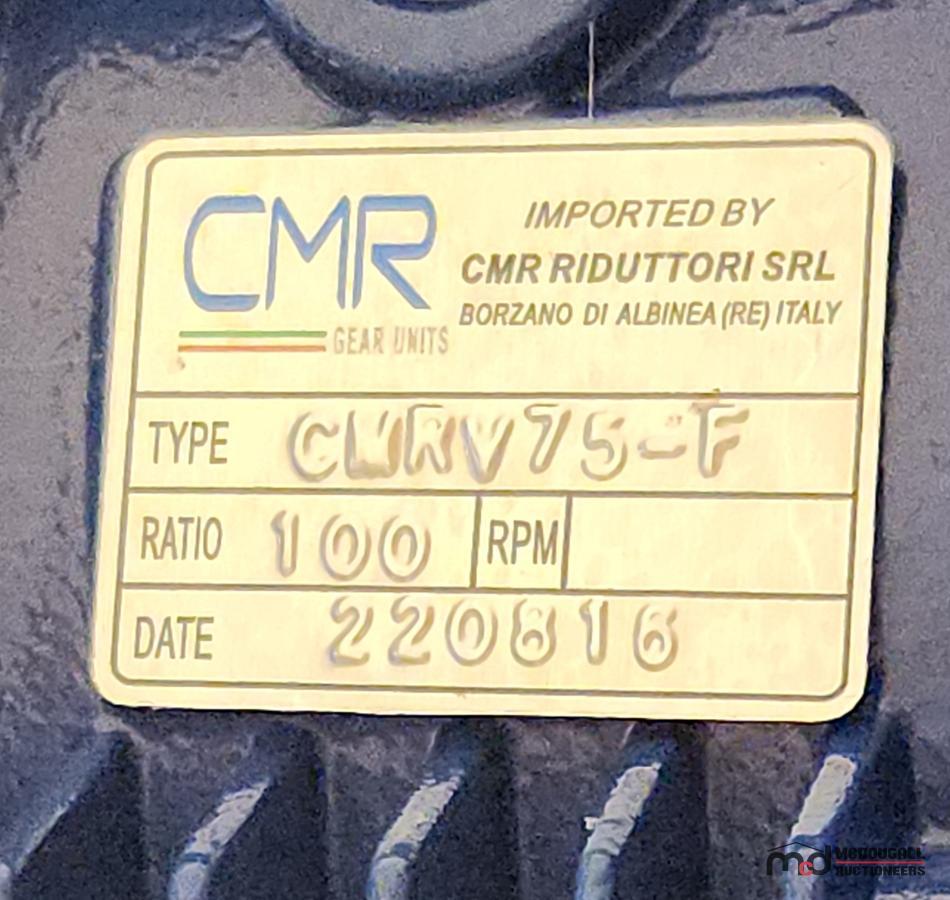 CMR
GEAR UNITS
IMPORTED BY
CMR RIDUTTORI SRL
BORZANO DI ALBINEA (RE) ITALY
TYPE CMRV75-F
RATIO 100 RPM
DATE 220816
mcd McDOUGALL
AUCTIONEERS